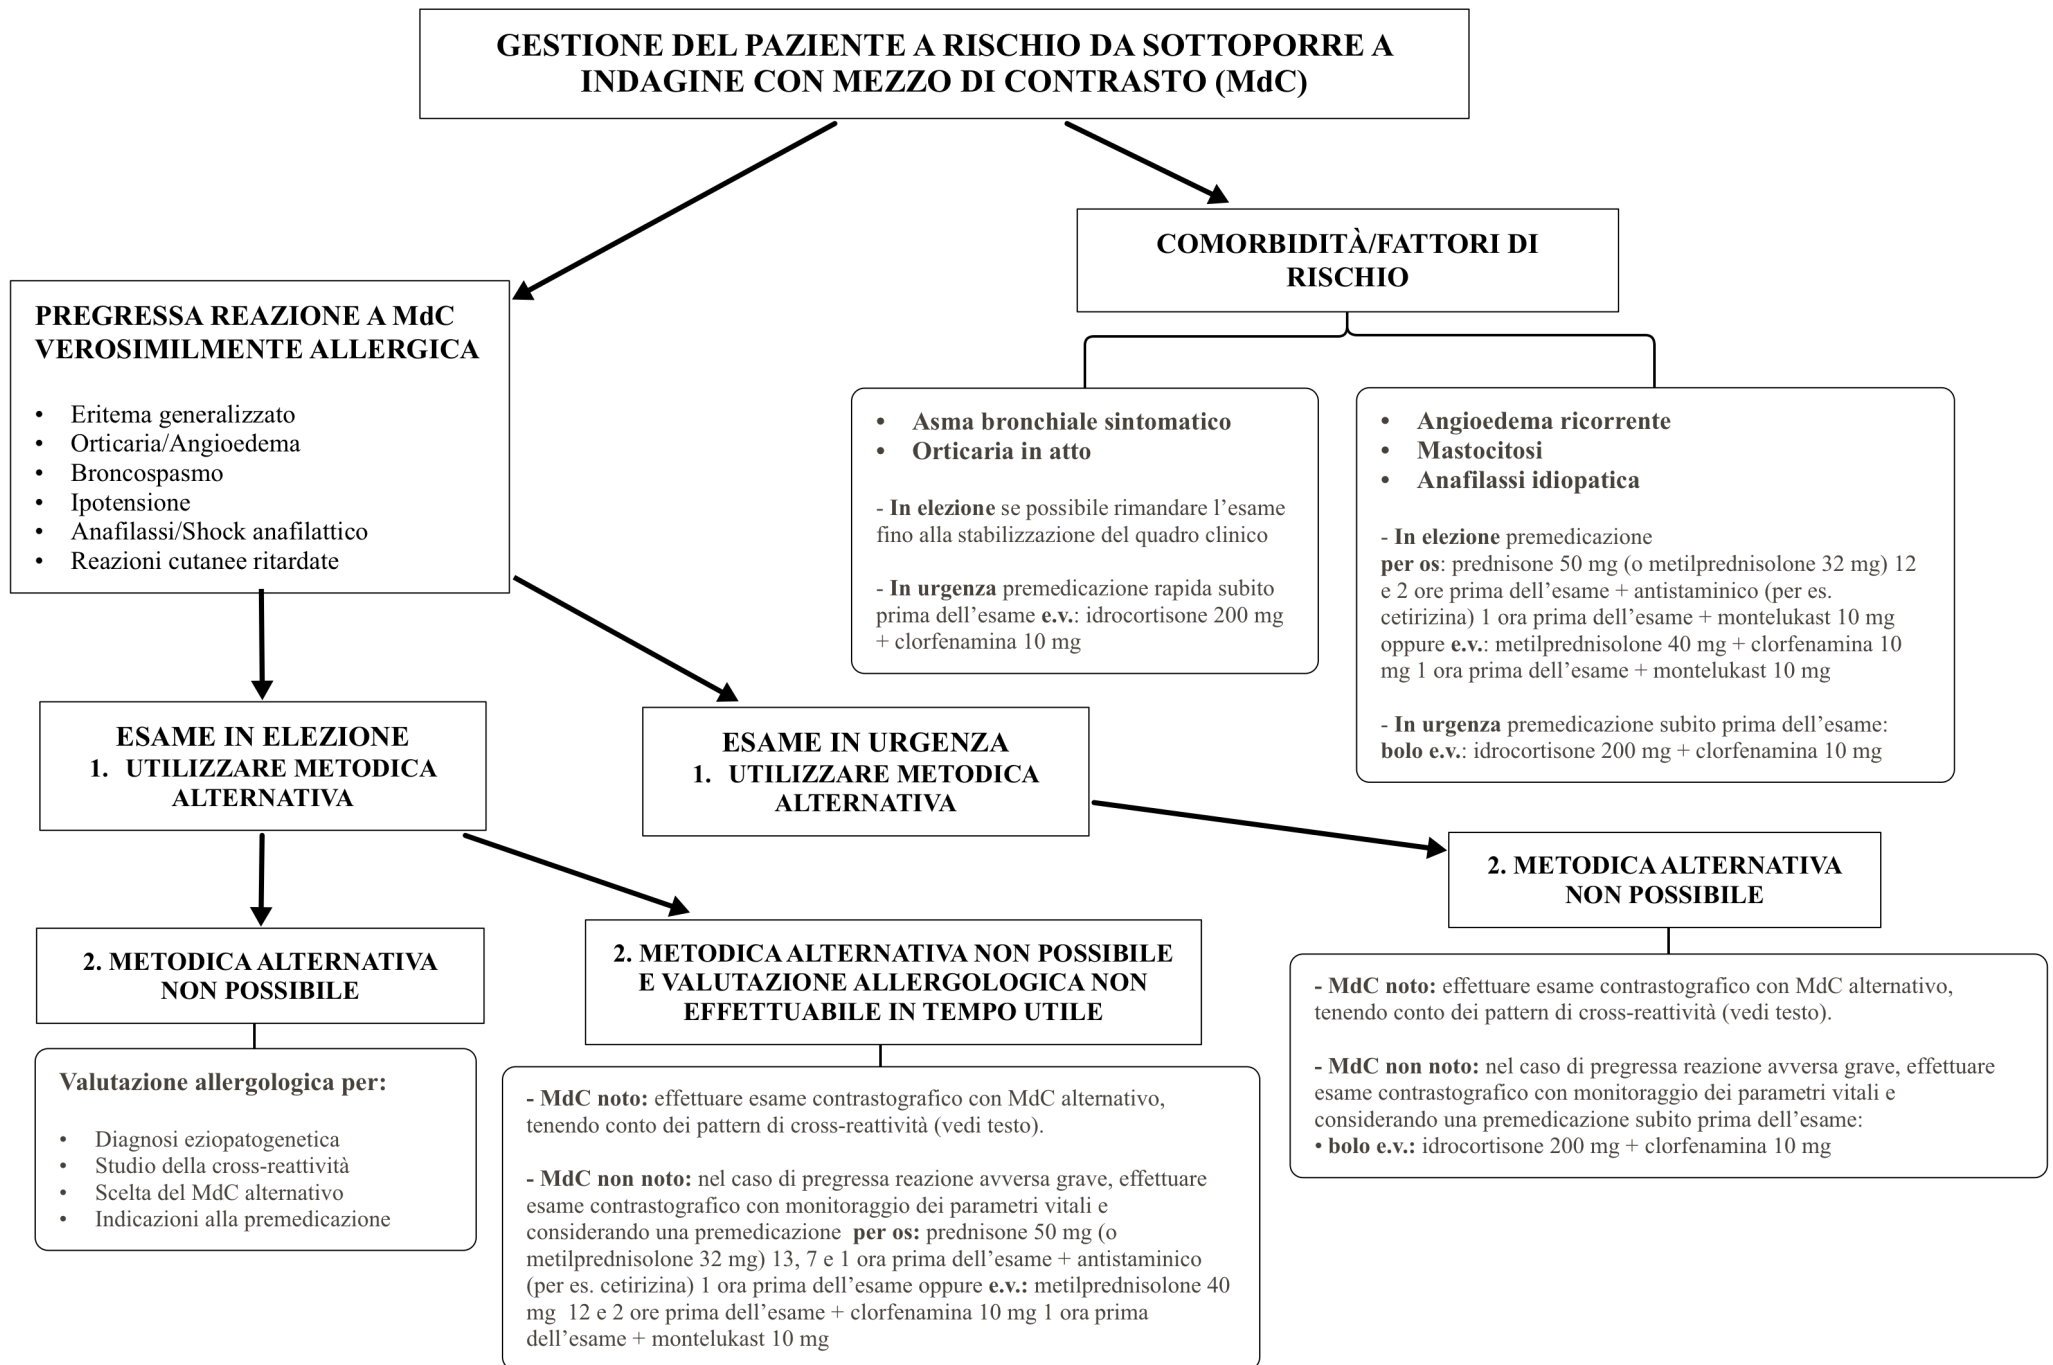 GESTIONE DEL PAZIENTE A RISCHIO DA SOTTOPORRE A
INDAGINE CON MEZZO DI CONTRASTO (MdC)
PREGRESSA REAZIONE A MdC
VEROSIMILMENTE ALLERGICA
• Eritema generalizzato
• Orticaria/Angioedema
• Broncospasmo
• Ipotensione
• Anafilassi/Shock anafilattico
• Reazioni cutanee ritardate
COMORBIDITÀ/FATTORI DI
RISCHIO
• Asma bronchiale sintomatico
• Orticaria in atto
- In elezione se possibile rimandare l’esame
fino alla stabilizzazione del quadro clinico
- In urgenza premedicazione rapida subito
prima dell’esame e.v.: idrocortisone 200 mg
+ clorfenamina 10 mg
• Angioedema ricorrente
• Mastocitosi
• Anafilassi idiopatica
- In elezione premedicazione
per os: prednisone 50 mg (o metilprednisolone 32 mg) 12
e 2 ore prima dell’esame + antistaminico (per es.
cetirizina) 1 ora prima dell’esame + montelukast 10 mg
oppure e.v.: metilprednisolone 40 mg + clorfenamina 10
mg 1 ora prima dell’esame + montelukast 10 mg
- In urgenza premedicazione subito prima dell’esame:
bolo e.v.: idrocortisone 200 mg + clorfenamina 10 mg
ESAME IN ELEZIONE
1. UTILIZZARE METODICA
ALTERNATIVA
ESAME IN URGENZA
1. UTILIZZARE METODICA
ALTERNATIVA
2. METODICA ALTERNATIVA
NON POSSIBILE
Valutazione allergologica per:
• Diagnosi eziopatogenetica
• Studio della cross-reattività
• Scelta del MdC alternativo
• Indicazioni alla premedicazione
2. METODICA ALTERNATIVA NON POSSIBILE
E VALUTAZIONE ALLERGOLOGICA NON
EFFETTUABILE IN TEMPO UTILE
- MdC noto: effettuare esame contrastografico con MdC alternativo,
tenendo conto dei pattern di cross-reattività (vedi testo).
- MdC non noto: nel caso di pregressa reazione avversa grave, effettuare
esame contrastografico con monitoraggio dei parametri vitali e
considerando una premedicazione per os: prednisone 50 mg (o
metilprednisolone 32 mg) 13, 7 e 1 ora prima dell’esame + antistaminico
(per es. cetirizina) 1 ora prima dell’esame oppure e.v.: metilprednisolone 40
mg 12 e 2 ore prima dell’esame + clorfenamina 10 mg 1 ora prima
dell’esame + montelukast 10 mg
2. METODICA ALTERNATIVA
NON POSSIBILE
- MdC noto: effettuare esame contrastografico con MdC alternativo,
tenendo conto dei pattern di cross-reattività (vedi testo).
- MdC non noto: nel caso di pregressa reazione avversa grave, effettuare
esame contrastografico con monitoraggio dei parametri vitali e
considerando una premedicazione subito prima dell’esame:
• bolo e.v.: idrocortisone 200 mg + clorfenamina 10 mg